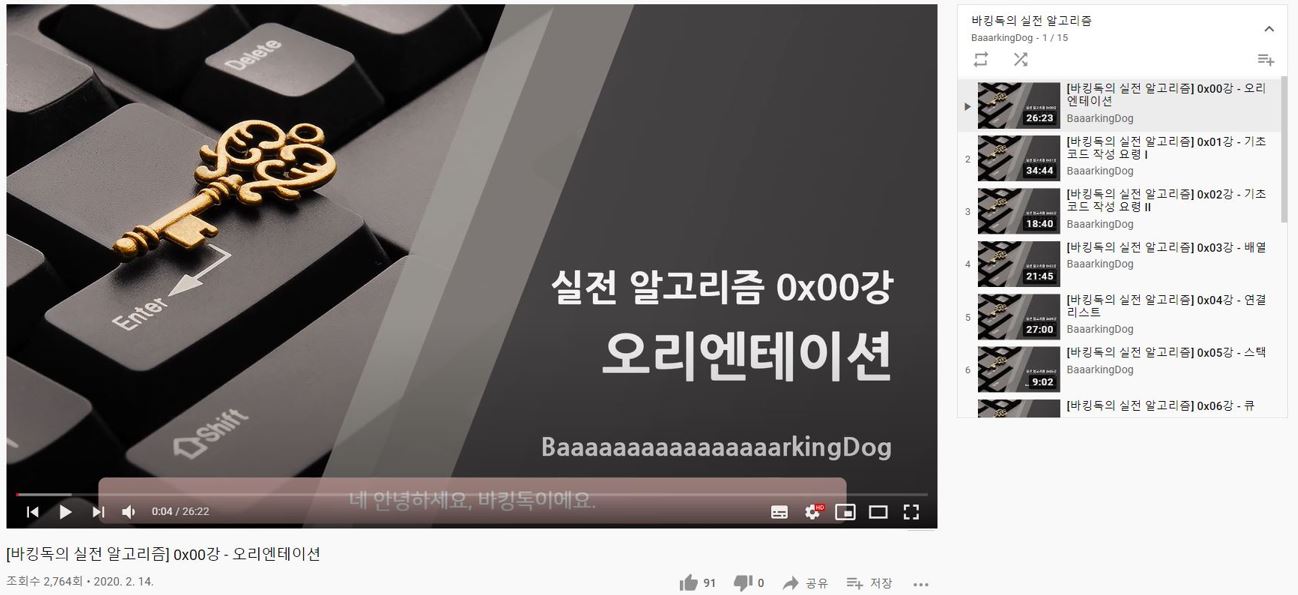 Delete
Enter
Shift
실전 알고리즘 0x00강
오리엔테이션
BaaaaaaaaaaaaaaaarkingDog
네 안녕하세요, 바킹독이에요.
0:04 / 26:22
HD
[바킹독의 실전 알고리즘] 0x00강 - 오리엔테이션
조회수 2,764회 • 2020. 2. 14.
91
0
공유
저장
바킹독의 실전 알고리즘
BaaarkingDog - 1 / 15
[바킹독의 실전 알고리즘] 0x00강 - 오리
엔테이션
BaaarkingDog
26:23
2
[바킹독의 실전 알고리즘] 0x01강 - 기초
코드 작성 요령 I
BaaarkingDog
34:44
3
[바킹독의 실전 알고리즘] 0x02강 - 기초
코드 작성 요령 II
BaaarkingDog
18:40
4
[바킹독의 실전 알고리즘] 0x03강 - 배열
BaaarkingDog
21:45
5
[바킹독의 실전 알고리즘] 0x04강 - 연결
리스트
BaaarkingDog
27:00
6
[바킹독의 실전 알고리즘] 0x05강 - 스택
BaaarkingDog
9:02
[바킹독의 실전 알고리즘] 0x06강 - 큐